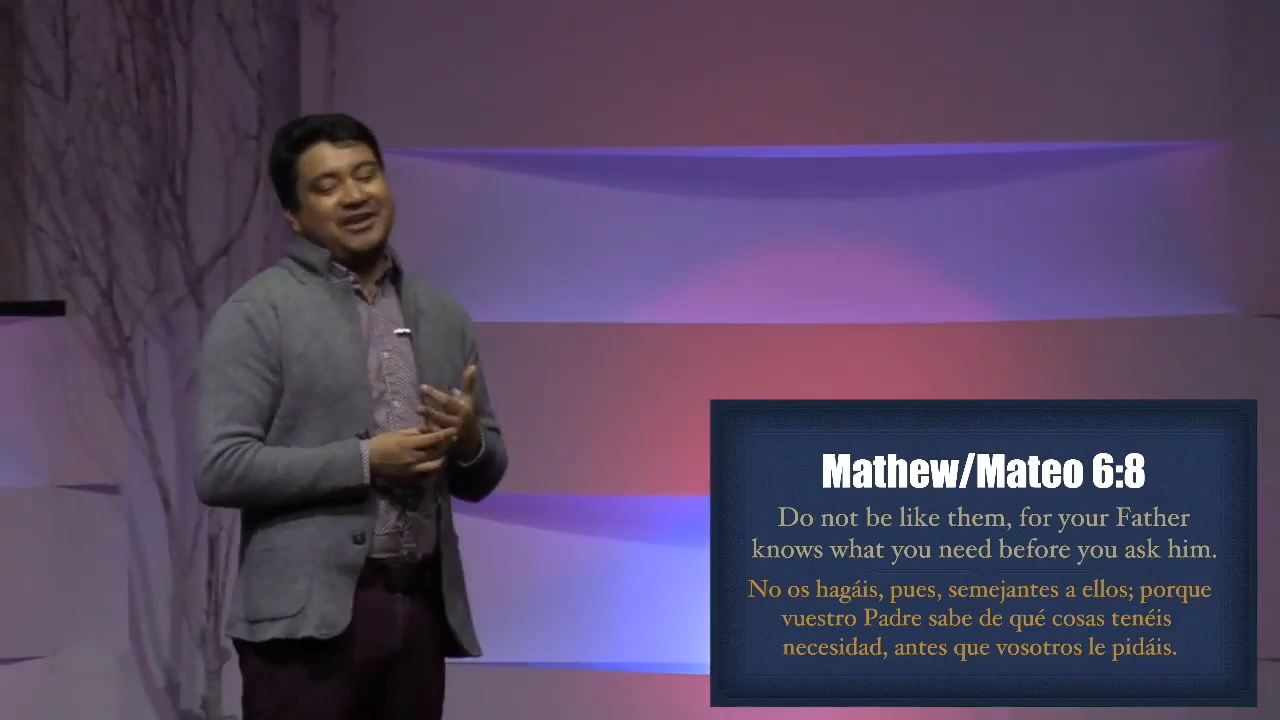 Mathew/Mateo 6:8
Do not be like them, for your Father
knows what you need before you ask him.
No os hagáis, pues, semejantes a ellos; porque
vuestro Padre sabe de qué cosas tenéis
necesidad, antes que vosotros le pidáis.